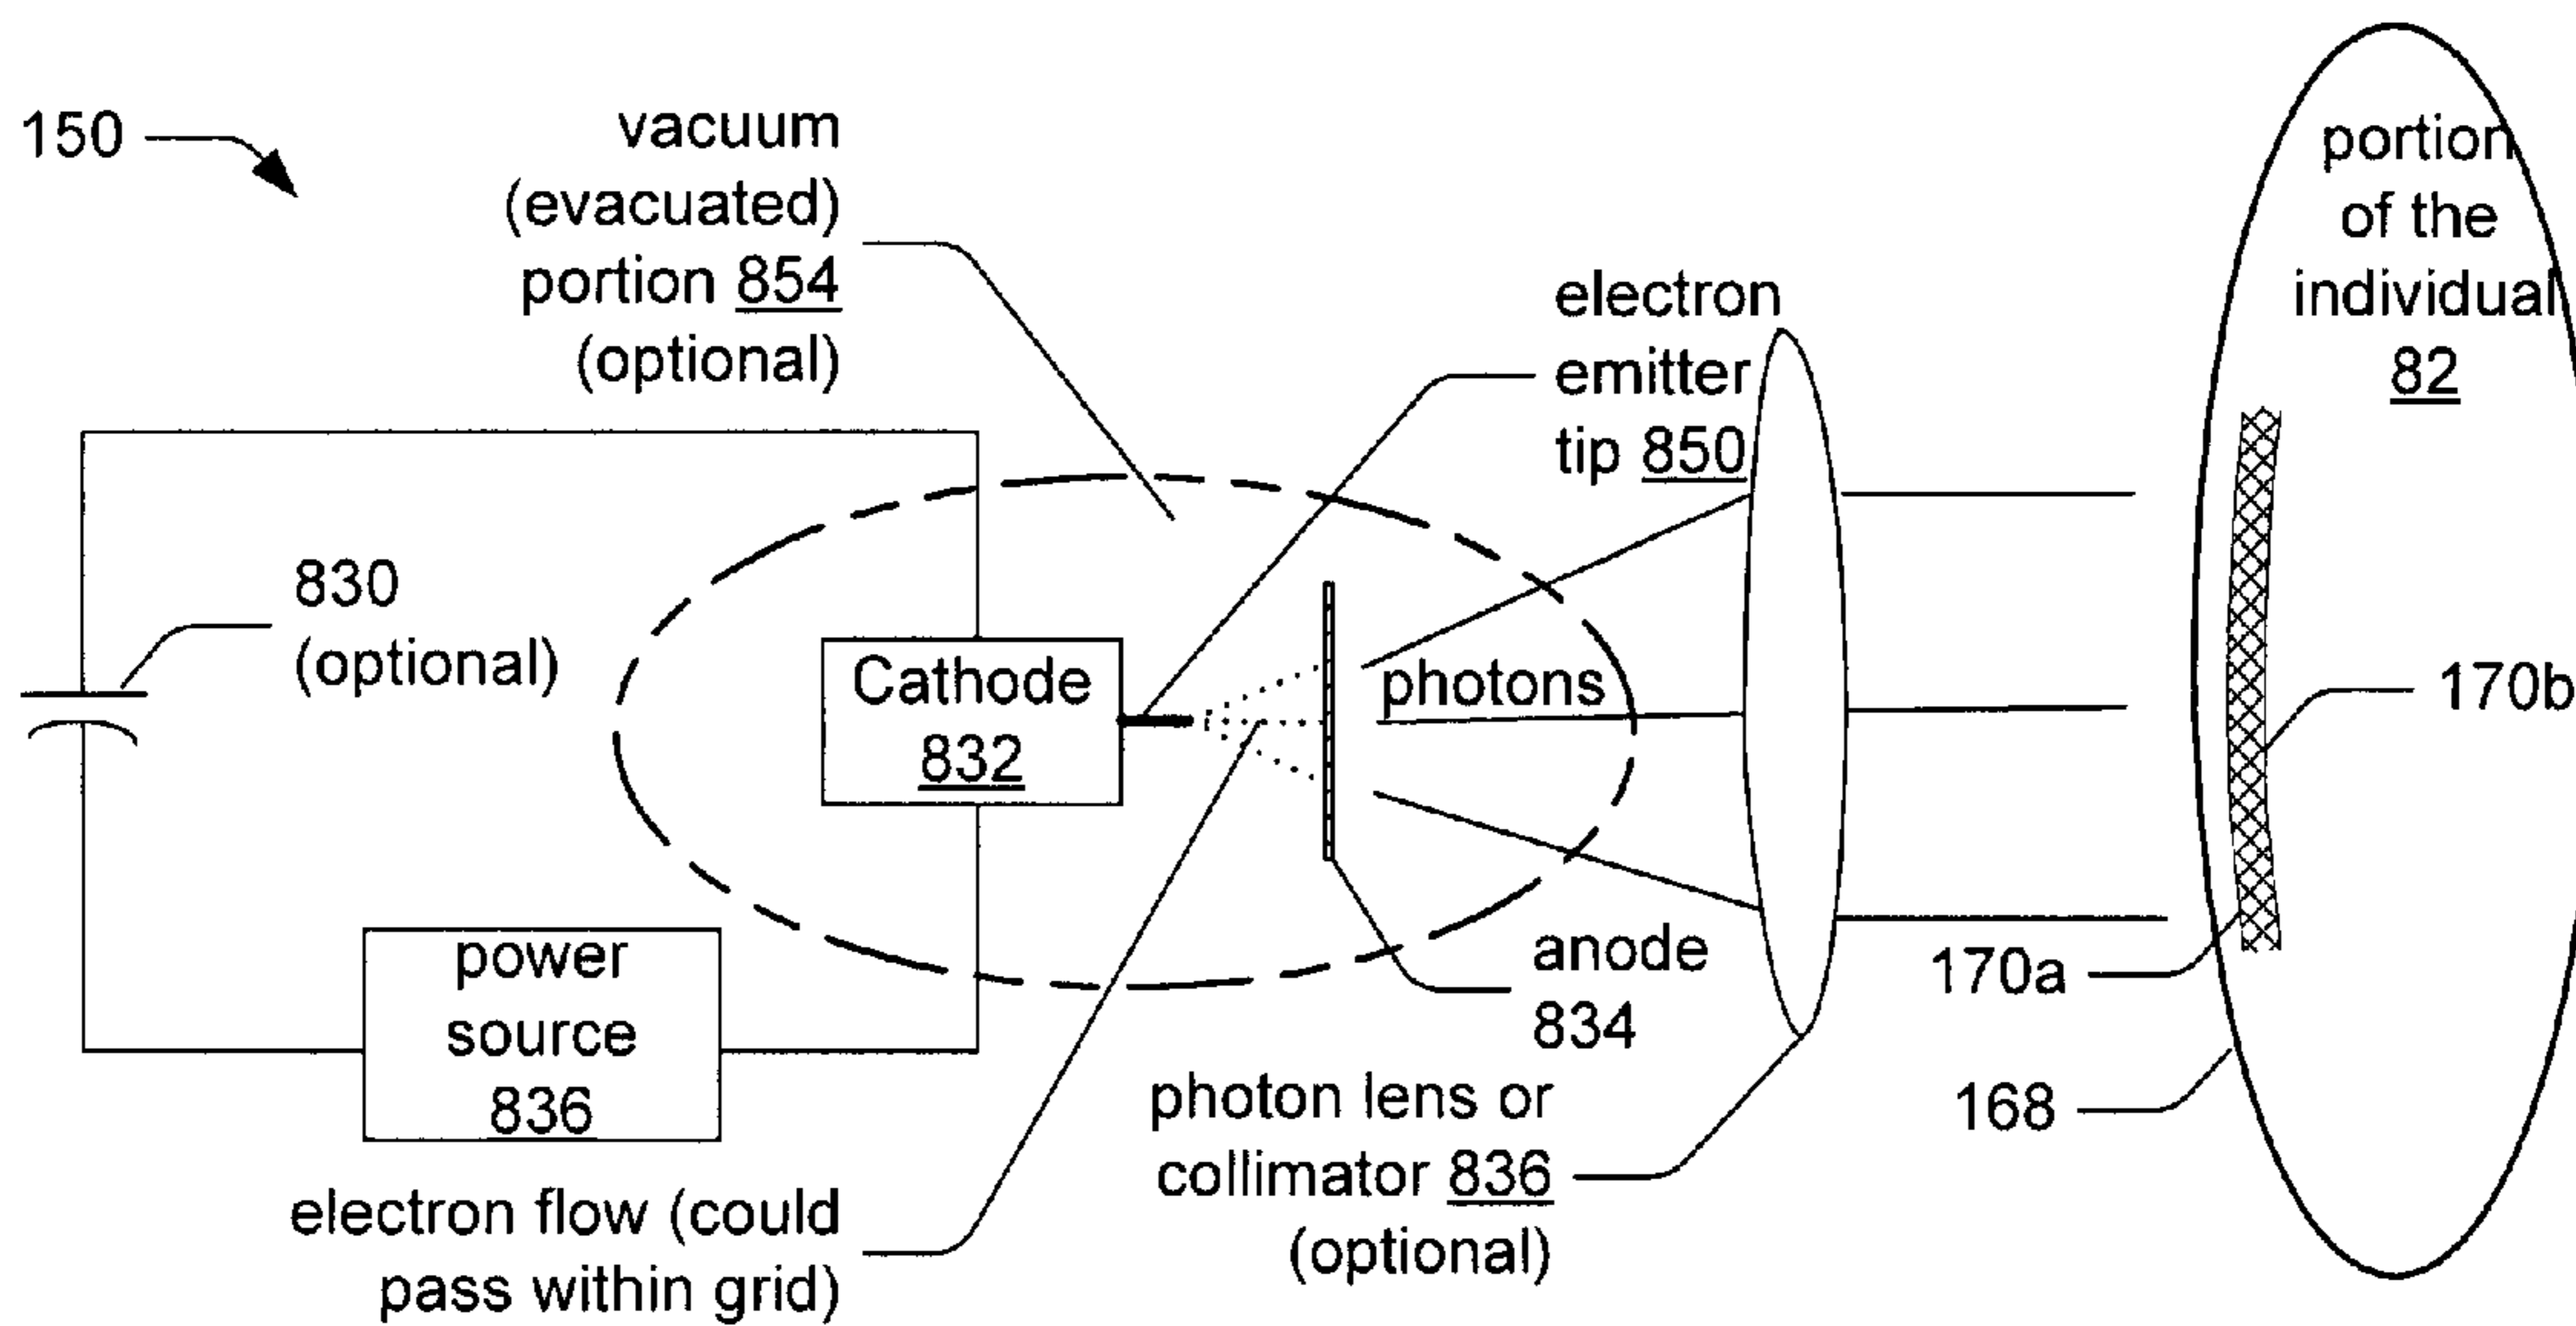 150
vacuum
(evacuated)
portion 854
(optional)
electron
emitter
tip 850
portion
of the
individual
82
830
(optional)
Cathode
832
photons
170b
power
source
836
anode
834
170a
168
photon lens or
collimator 836
(optional)
electron flow (could
pass within grid)